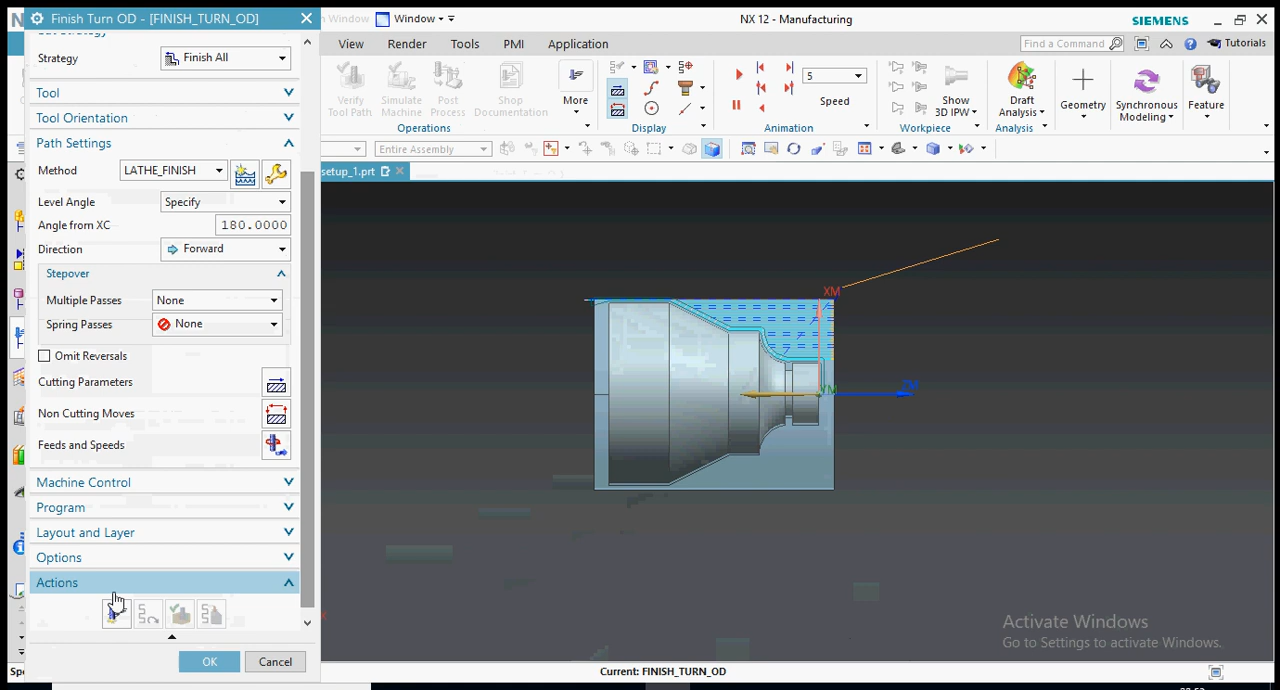 Finish Turn OD - [FINISH_TURN_OD]
Window
Window
NX 12 - Manufacturing
SIEMENS
View
Render
Tools
PMI
Application
Find a Command
Tutorials
Strategy
Finish All
Tool
Tool Orientation
Path Settings
Method
LATHE_FINISH
Level Angle
Specify
Angle from XC
180.0000
Direction
Forward
Stepover
Multiple Passes
None
Spring Passes
None
Omit Reversals
Cutting Parameters
Non Cutting Moves
Feeds and Speeds
Machine Control
Program
Layout and Layer
Options
Actions
OK
Cancel
Verify
Tool Path
Simulate
Machine
Post
Process
Shop
Documentation
More
Operations
Display
5
Speed
Animation
Show
3D IPW
Workpiece
Draft
Analysis
Analysis
Geometry
Synchronous
Modeling
Feature
Entire Assembly
setup_1.prt
XM
YM
ZM
Activate Windows
Go to Settings to activate Windows.
Current: FINISH_TURN_OD